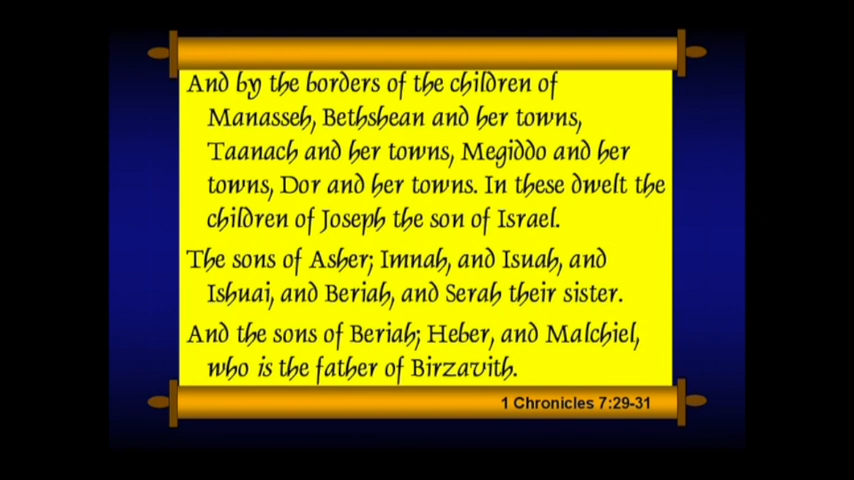 And by the borders of the children of
Manasseh, Bethshean and her towns,
Taanach and her towns, Megiddo and her
towns, Dor and her towns. In these dwelt the
children of Joseph the son of Israel.
The sons of Asher; Imnah, and Isuah, and
Ishuai, and Beriah, and Serah their sister.
And the sons of Beriah; Heber, and Malchiel,
who is the father of Birzavith.
1 Chronicles 7:29-31